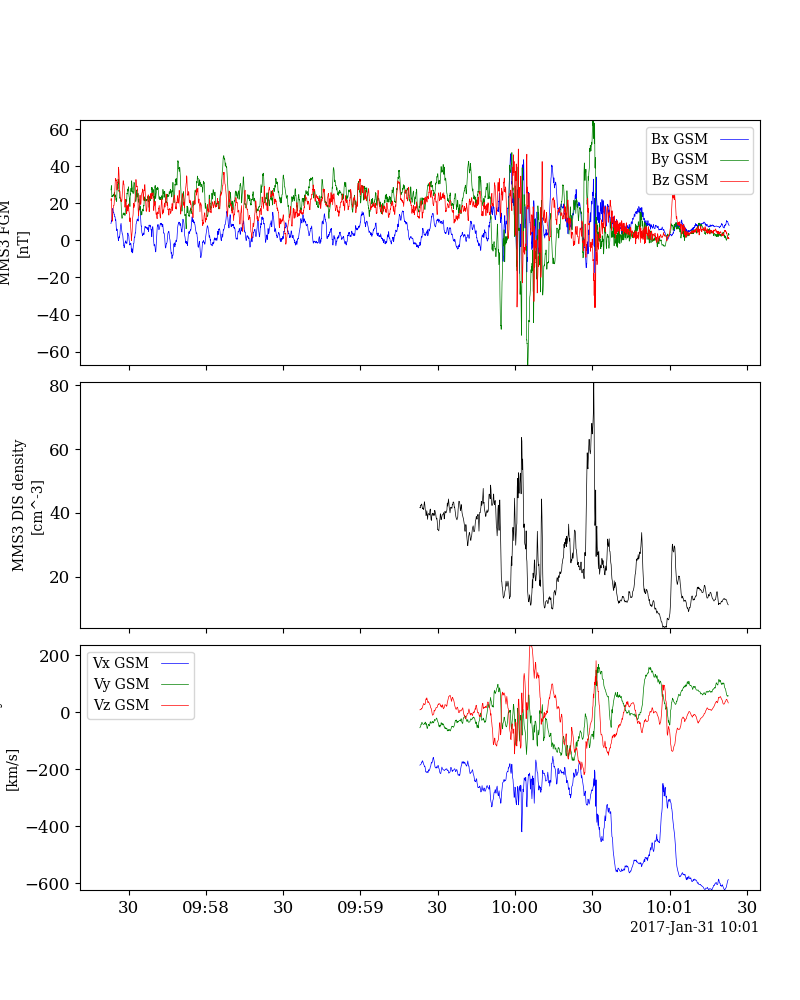 60
40
20
0
−20
−40
−60
MMS3 FGM
[nT]
Bx GSM
By GSM
Bz GSM
80
60
40
20
MMS3 DIS density
[cm^-3]
200
0
−200
−400
−600
[km/s]
Vx GSM
Vy GSM
Vz GSM
30 09:58 30 09:59 30 10:00 30 10:01 30
2017-Jan-31 10:01